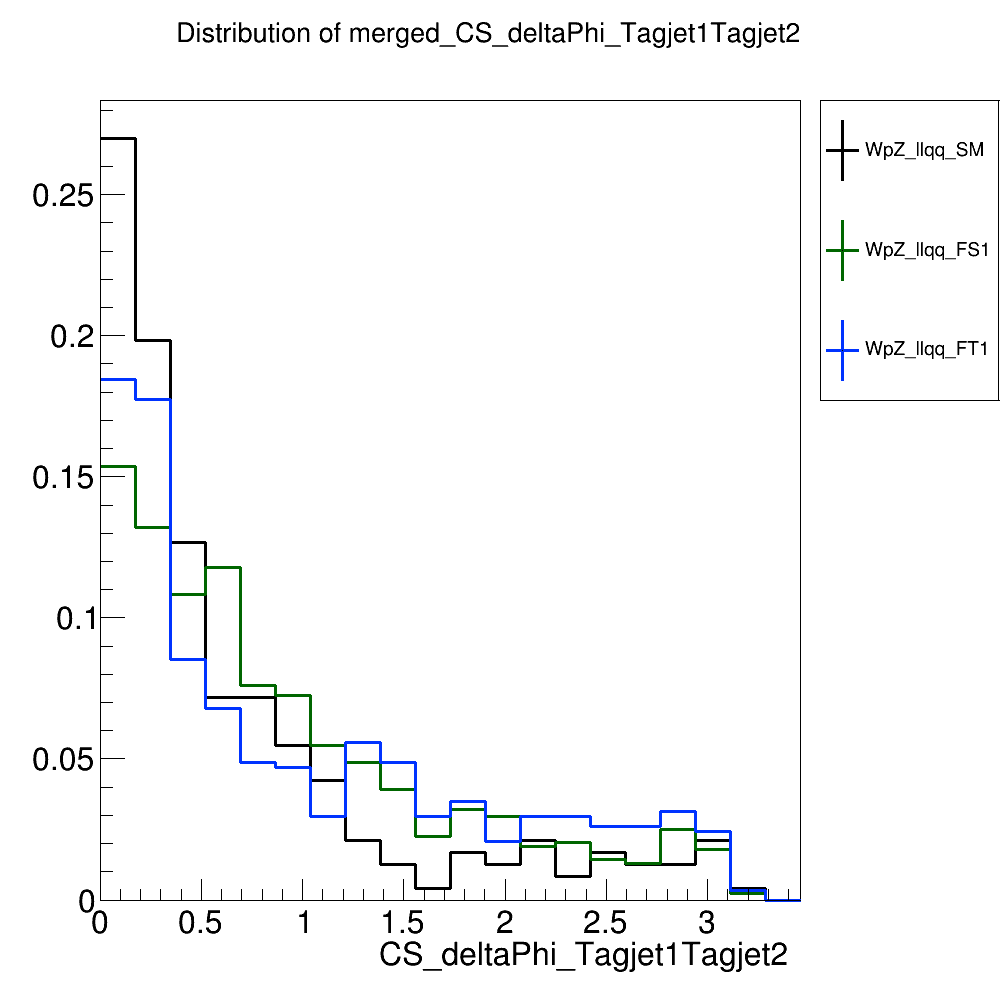 Distribution of merged_CS_deltaPhi_Tagjet1Tagjet2
WpZ_llqq_SM
WpZ_llqq_FS1
WpZ_llqq_FT1
0.25
0.2
0.15
0.1
0.05
0
0 0.5 1 1.5 2 2.5 3
CS_deltaPhi_Tagjet1Tagjet2